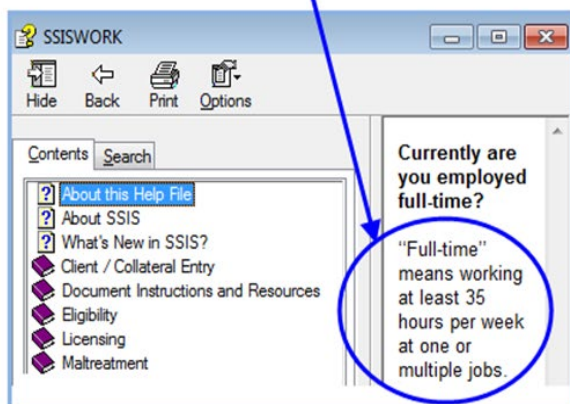 SSISWORK
Hide Back Print Options
Contents Search
About this Help File
About SSIS
What's New in SSIS?
Client / Collateral Entry
Document Instructions and Resources
Eligibility
Licensing
Maltreatment
Currently are
you employed
full-time?
“Full-time”
means working
at least 35
hours per week
at one or
multiple jobs.